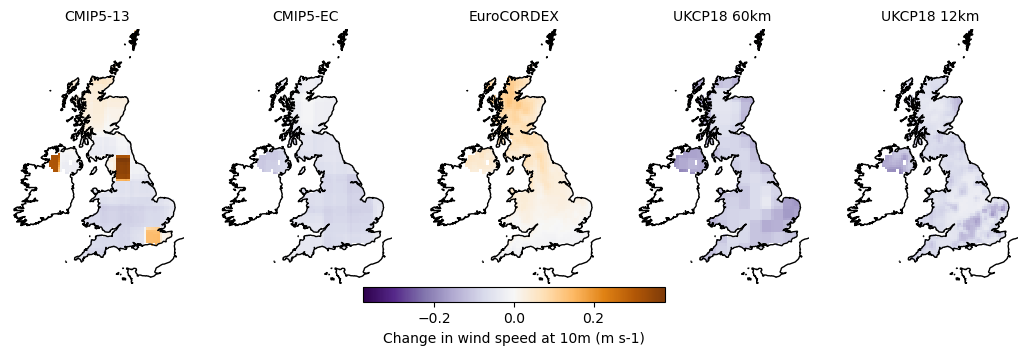 CMIP5-13
CMIP5-EC
EuroCORDEX
UKCP18 60km
UKCP18 12km
−0.2
0.0
0.2
Change in wind speed at 10m (m s-1)